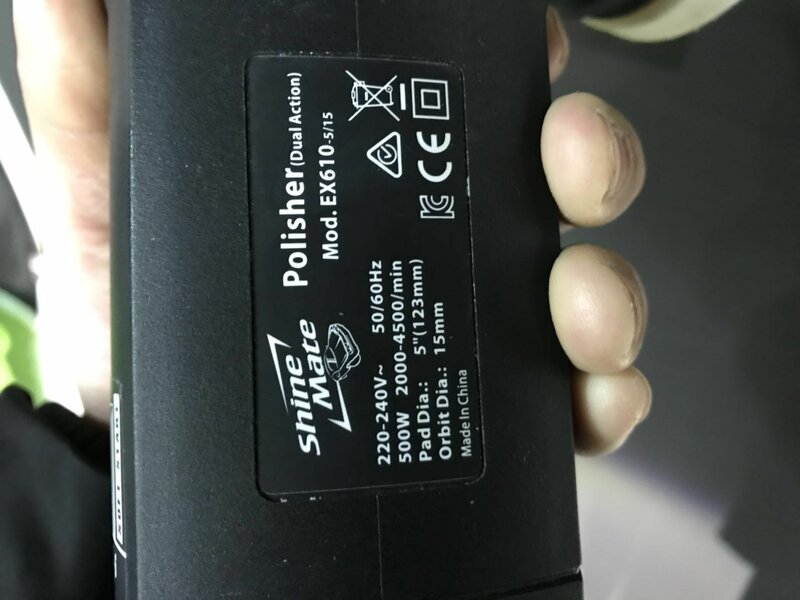 Shine Mate
Polisher (Dual Action)
Mod. EX610-5/15
220-240V~ 50/60Hz
500W 2000-4500/min
Pad Dia.: 5"(123mm)
Orbit Dia.: 15mm
Made In China
CE